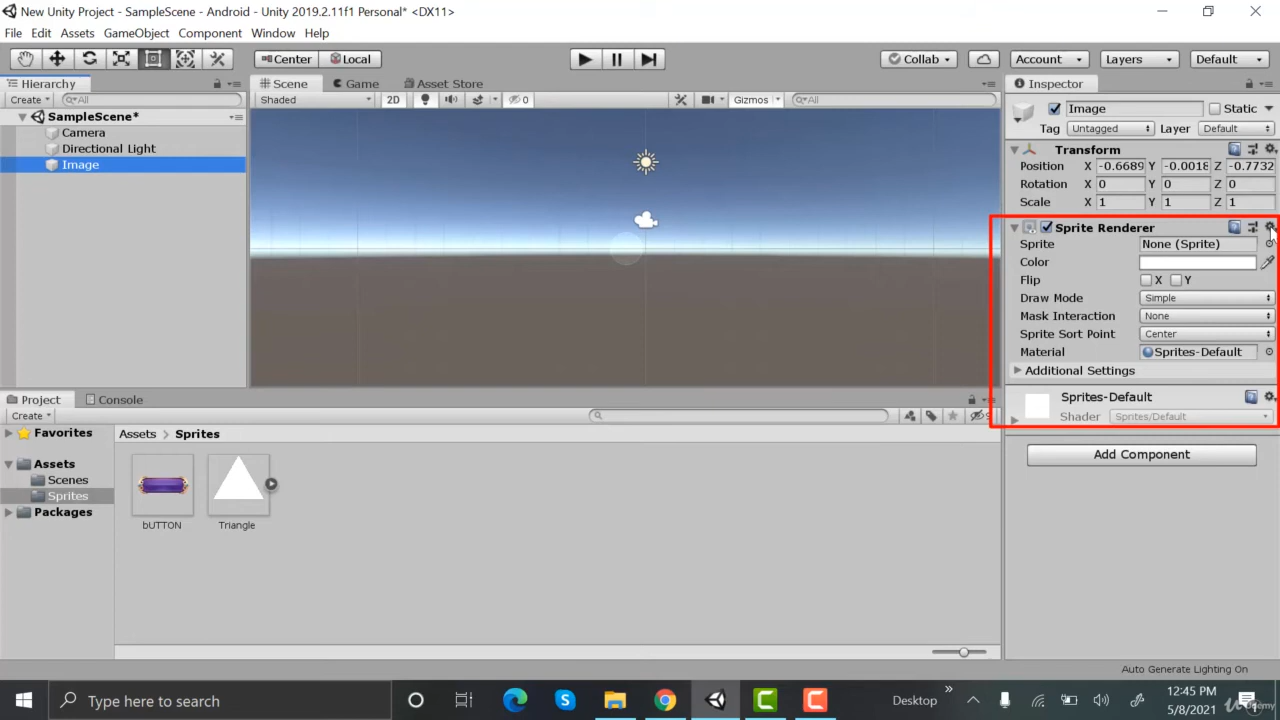 New Unity Project - SampleScene - Android - Unity 2019.2.11f1 Personal* <DX11>
File Edit Assets GameObject Component Window Help
Center Local Collab Account Layers Default
Hierarchy Scene Game Asset Store Inspector
Create All Shaded 2D 0 Gizmos All
SampleScene*
Camera
Directional Light
Image
Image Static
Tag Untagged Layer Default
Transform
Position X -0.6689 Y -0.0018 Z -0.7732
Rotation X 0 Y 0 Z 0
Scale X 1 Y 1 Z 1
Sprite Renderer
Sprite None (Sprite)
Color
Flip X Y
Draw Mode Simple
Mask Interaction None
Sprite Sort Point Center
Material Sprites-Default
Additional Settings
Sprites-Default
Shader Sprites/Default
Add Component
Project Console
Create
Favorites
Assets
Scenes
Sprites
Packages
Assets > Sprites
bUTTON Triangle
Auto Generate Lighting On
Type here to search
Desktop
12:45 PM
5/8/2021
Udemy